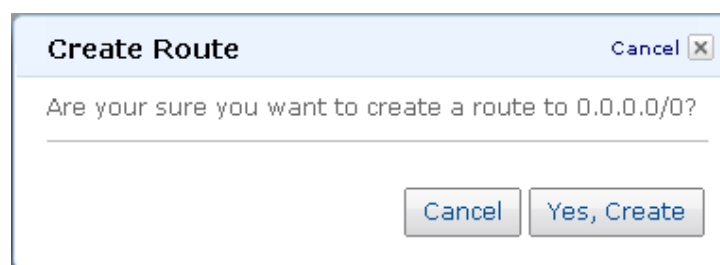 Create Route
Cancel
Are your sure you want to create a route to 0.0.0.0/0?
Cancel
Yes, Create